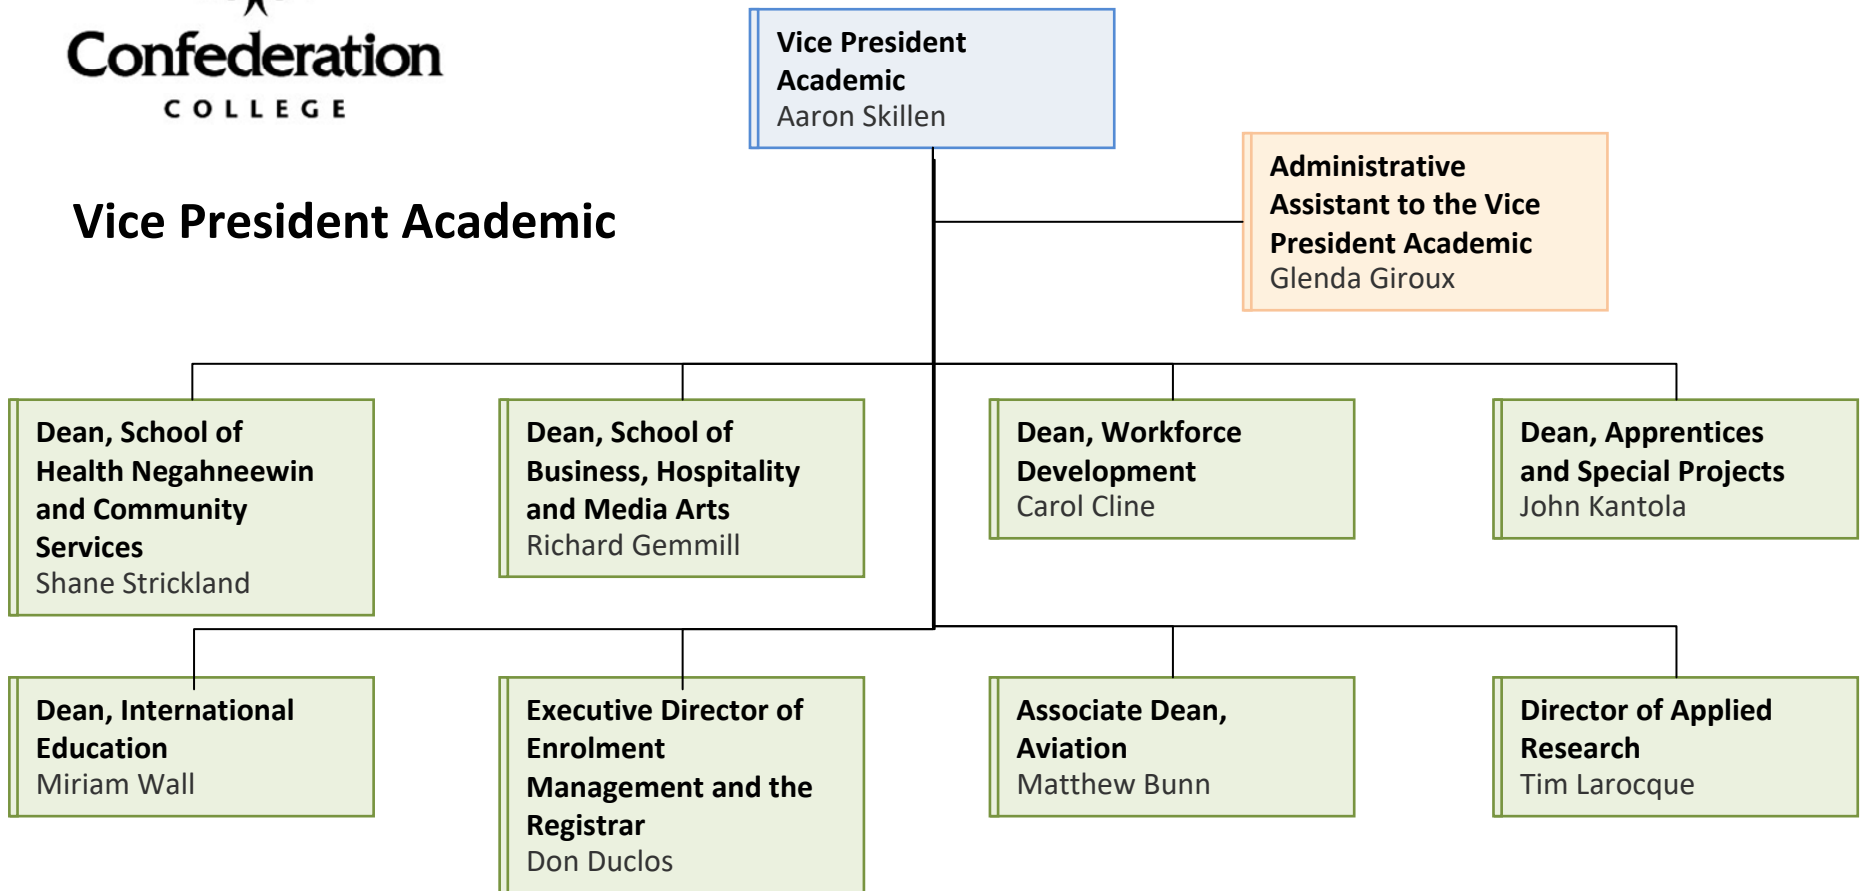 Confederation
COLLEGE
Vice President
Academic
Aaron Skillen
Administrative
Assistant to the Vice
President Academic
Glenda Giroux
Vice President Academic
Dean, School of
Health Negahneewin
and Community
Services
Shane Strickland
Dean, School of
Business, Hospitality
and Media Arts
Richard Gemmill
Dean, Workforce
Development
Carol Cline
Dean, Apprentices
and Special Projects
John Kantola
Dean, International
Education
Miriam Wall
Executive Director of
Enrolment
Management and the
Registrar
Don Duclos
Associate Dean,
Aviation
Matthew Bunn
Director of Applied
Research
Tim Larocque